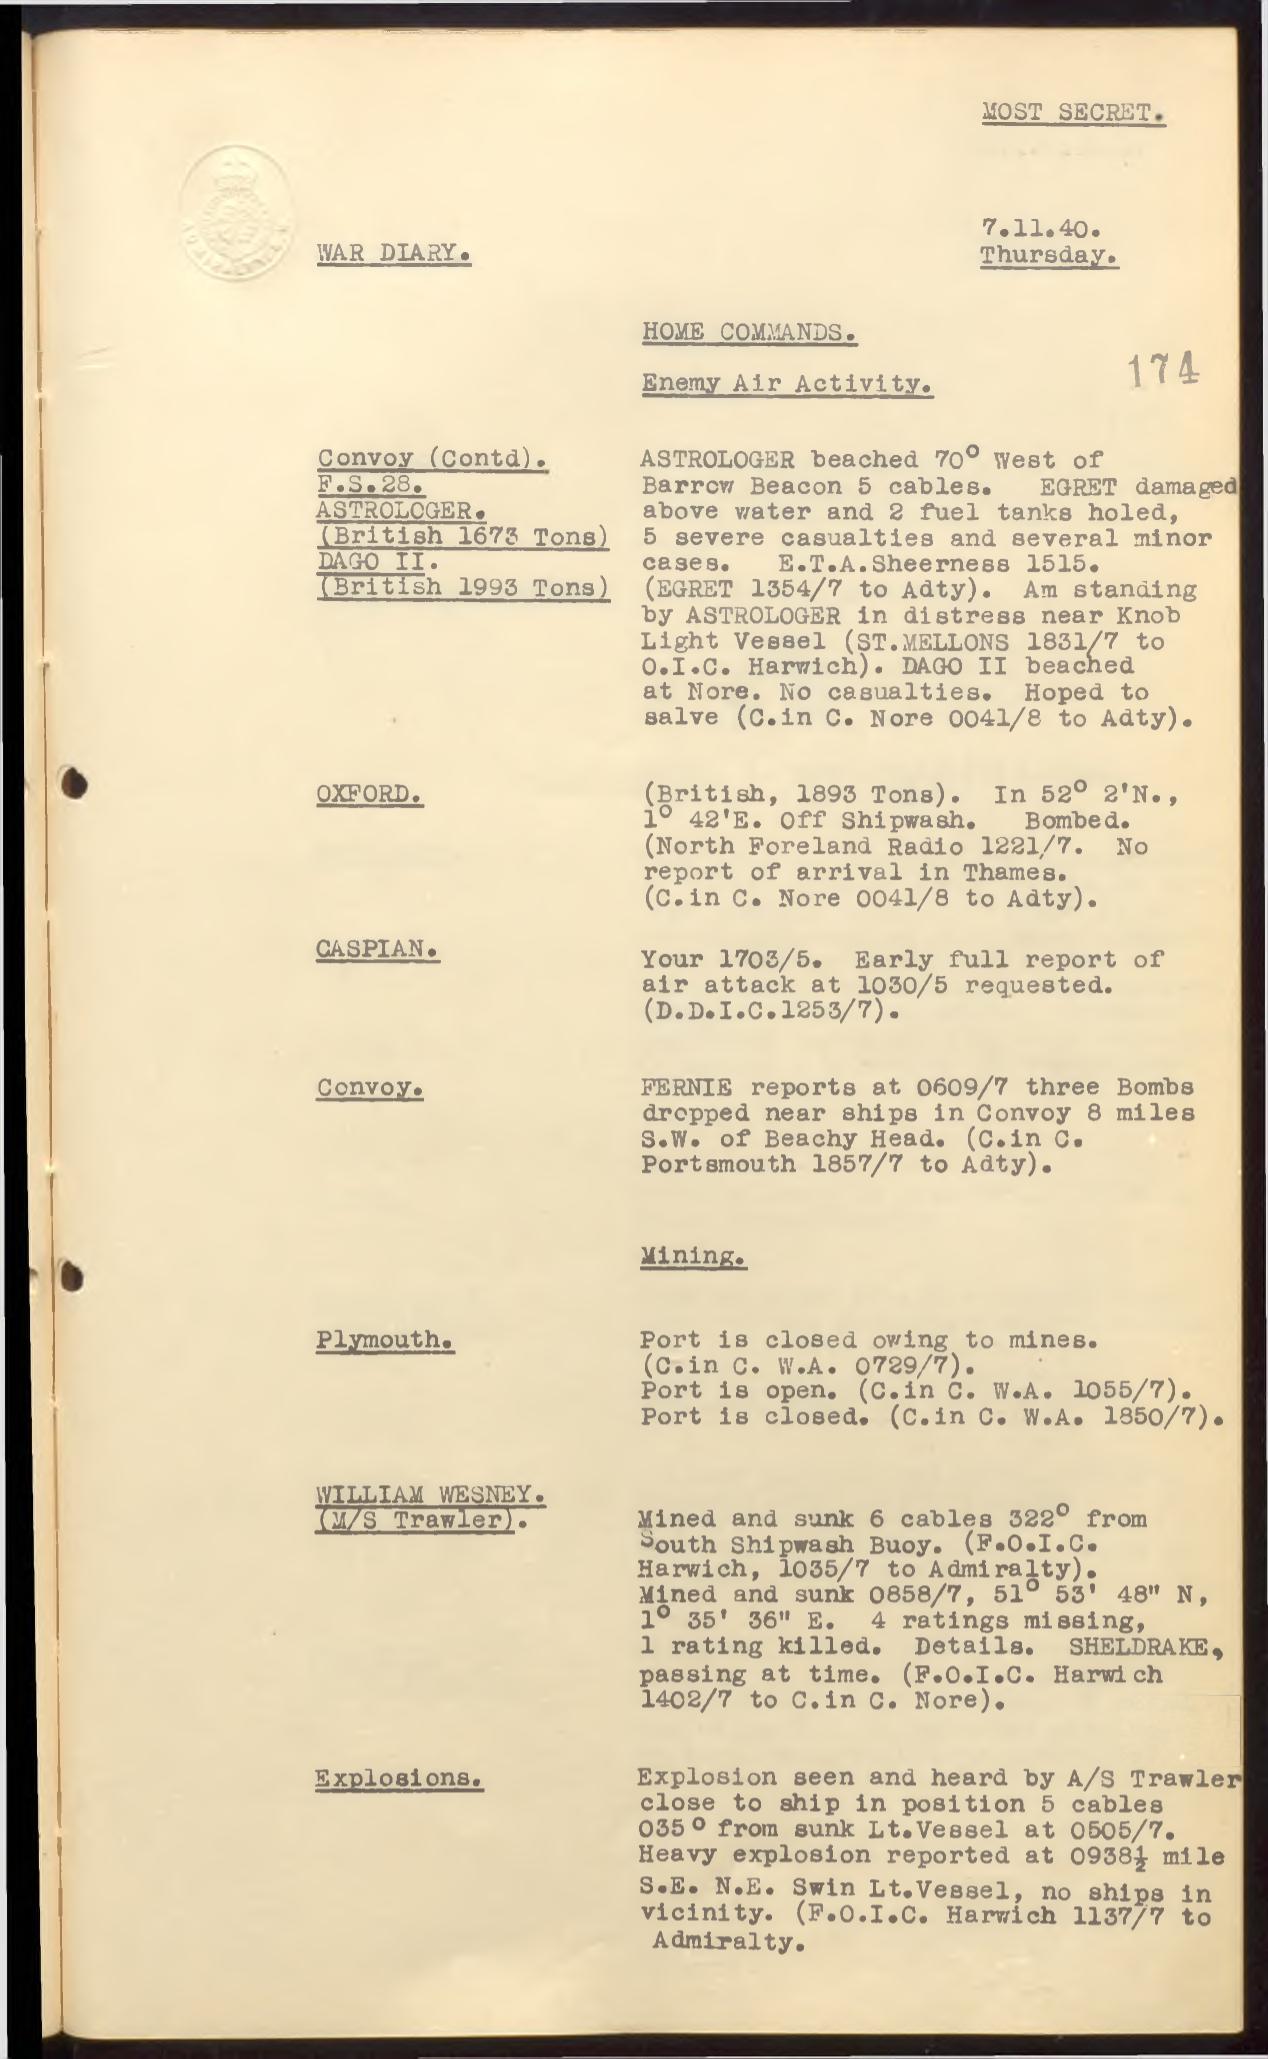 MOST SECRET.
7.11.40.
WAR DIARY.
Thursday.
HOME COMMANDS.
174
Enemy Air Activity.
Convoy (Contd).
F.S.28.
ASTROLOGER.
(British 1673 Tons)
DAGO II.
(British 1993 Tons)
ASTROLOGER beached 70° West of
Barrow Beacon 5 cables. EGRET damaged
above water and 2 fuel tanks holed,
5 severe casualties and several minor
cases. E.T.A.Sheerness 1515.
(EGRET 1354/7 to Adty). Am standing
by ASTROLOGER in distress near Knob
Light Vessel (ST.MELLONS 1831/7 to
O.I.C. Harwich). DAGO II beached
at Nore. No casualties. Hoped to
salve (C.in C. Nore 0041/8 to Adty).
OXFORD.
(British, 1893 Tons). In 52° 2'N.,
1° 42'E. Off Shipwash. Bombed.
(North Foreland Radio 1221/7. No
report of arrival in Thames.
(C.in C. Nore 0041/8 to Adty).
CASPIAN.
Your 1703/5. Early full report of
air attack at 1030/5 requested.
(D.D.I.C.1253/7).
Convoy.
FERNIE reports at 0609/7 three Bombs
dropped near ships in Convoy 8 miles
S.W. of Beachy Head. (C.in C.
Portsmouth 1857/7 to Adty).
Mining.
Plymouth.
Port is closed owing to mines.
(C.in C. W.A. 0729/7).
Port is open. (C.in C. W.A. 1055/7).
Port is closed. (C.in C. W.A. 1850/7).
WILLIAM WESNEY.
(M/S Trawler).
Mined and sunk 6 cables 322° from
South Shipwash Buoy. (F.O.I.C.
Harwich, 1035/7 to Admiralty).
Mined and sunk 0858/7, 51° 53' 48" N,
1° 35' 36" E. 4 ratings missing,
1 rating killed. Details. SHELDRAKE,
passing at time. (F.O.I.C. Harwich
1402/7 to C.in C. Nore).
Explosions.
Explosion seen and heard by A/S Trawler
close to ship in position 5 cables
035° from sunk Lt.Vessel at 0505/7.
Heavy explosion reported at 0938½ mile
S.E. N.E. Swin Lt.Vessel, no ships in
vicinity. (F.O.I.C. Harwich 1137/7 to
Admiralty.